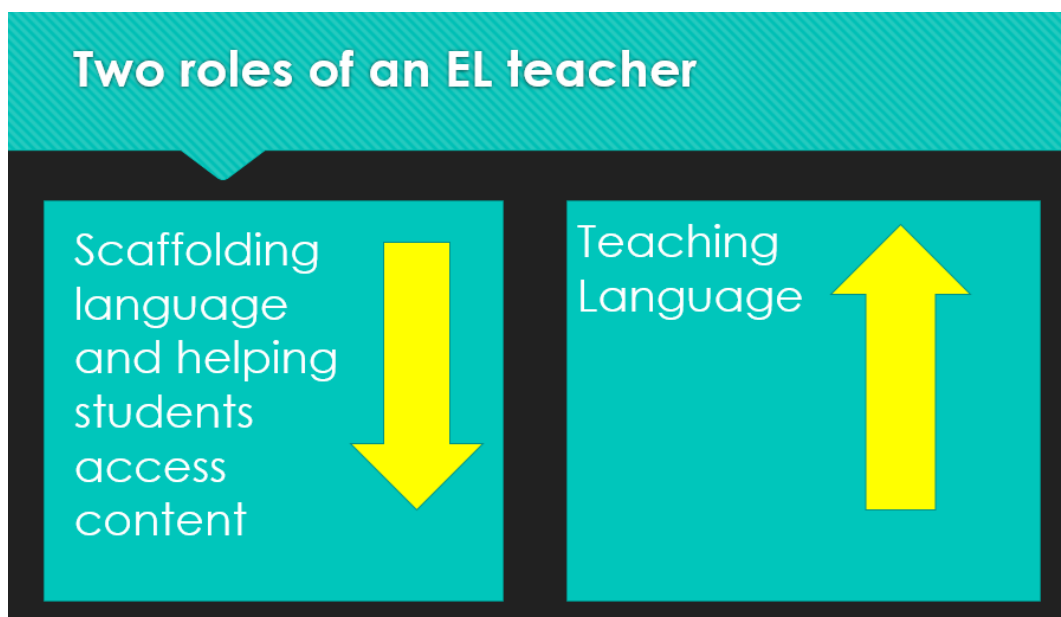 Two roles of an EL teacher
Scaffolding
language
and helping
students
access
content
Teaching
Language